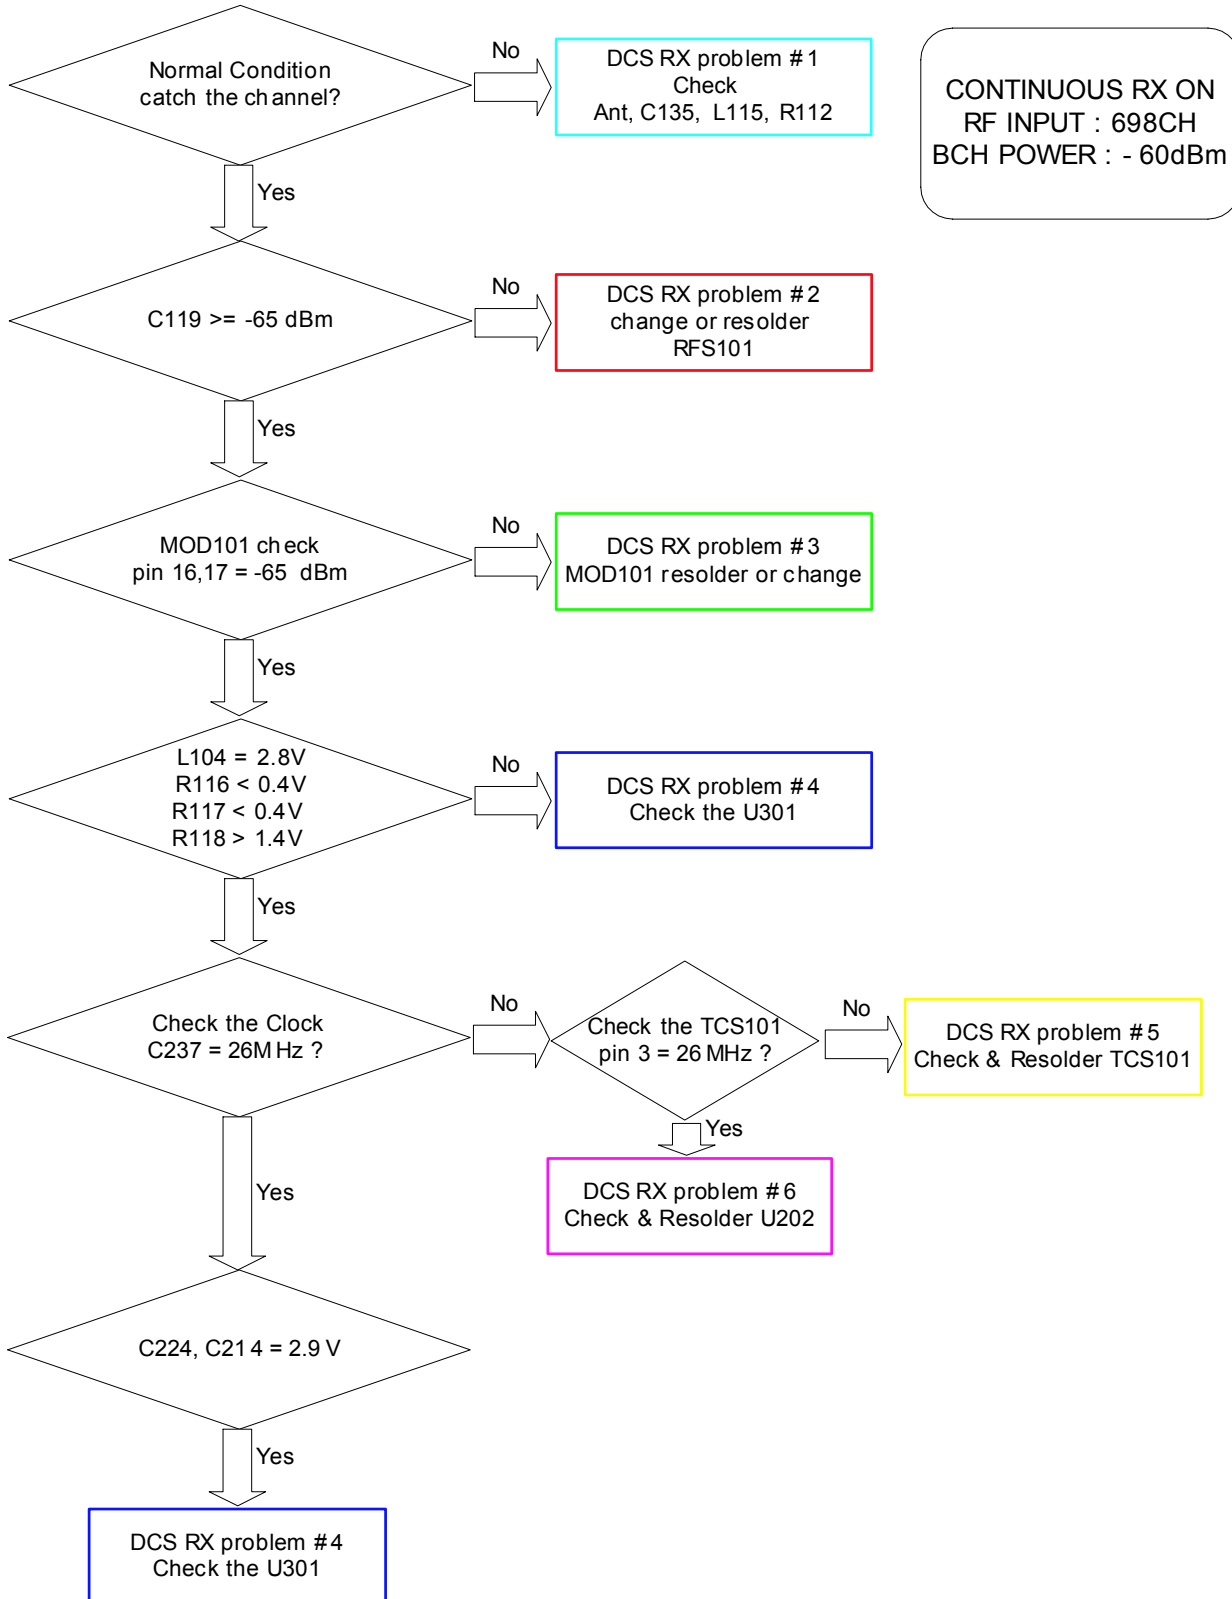 Normal Condition
catch the channel?
No
DCS RX problem #1
Check
Ant, C135, L115, R112
CONTINUOUS RX ON
RF INPUT : 698CH
BCH POWER : - 60dBm
Yes
C119 >= -65 dBm
No
DCS RX problem #2
change or resolder
RFS101
Yes
MOD101 check
pin 16,17 = -65 dBm
No
DCS RX problem #3
MOD101 resolder or change
Yes
L104 = 2.8V
R116 < 0.4V
R117 < 0.4V
R118 > 1.4V
No
DCS RX problem #4
Check the U301
Yes
Check the Clock
C237 = 26MHz ?
No
Check the TCS101
pin 3 = 26MHz ?
No
DCS RX problem #5
Check & Resolder TCS101
Yes
DCS RX problem #6
Check & Resolder U202
Yes
C224, C214 = 2.9 V
Yes
DCS RX problem #4
Check the U301